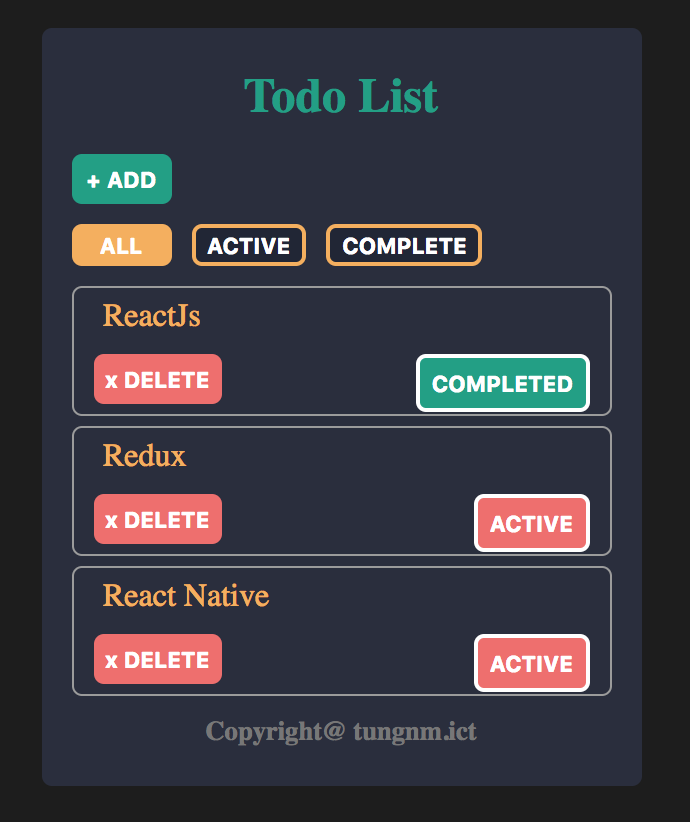 Todo List
+ ADD
ALL ACTIVE COMPLETE
ReactJs
x DELETE COMPLETED
Redux
x DELETE ACTIVE
React Native
x DELETE ACTIVE
Copyright@ tungnm.ict